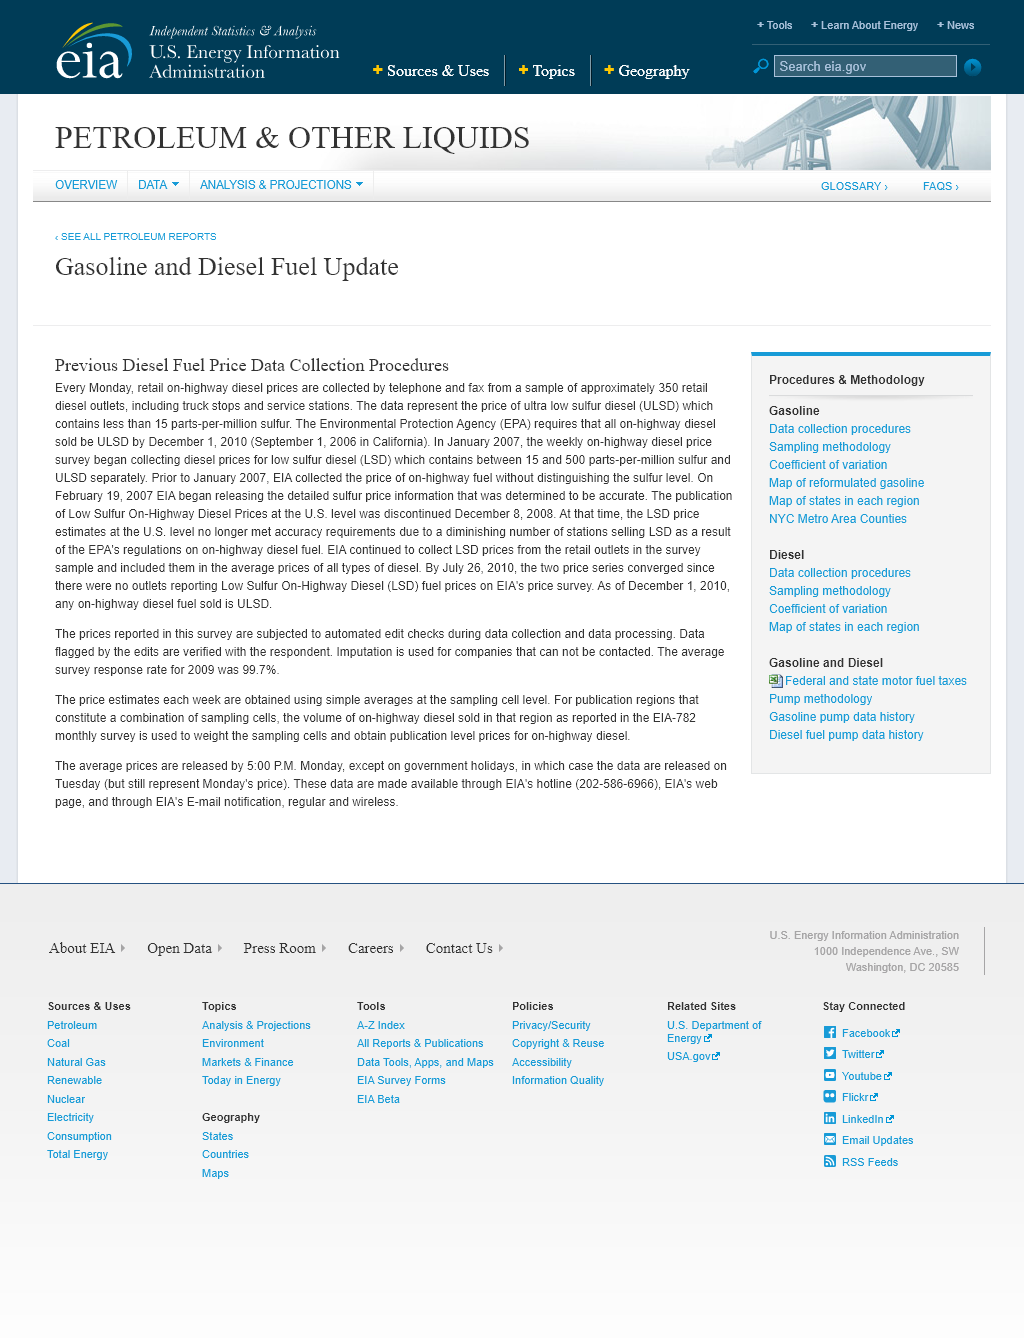 Independent Statistics & Analysis
eia U.S. Energy Information
Administration
+ Tools + Learn About Energy + News
+ Sources & Uses + Topics + Geography
Search eia.gov
PETROLEUM & OTHER LIQUIDS
OVERVIEW DATA ANALYSIS & PROJECTIONS GLOSSARY › FAQS ›
‹ SEE ALL PETROLEUM REPORTS
Gasoline and Diesel Fuel Update
Previous Diesel Fuel Price Data Collection Procedures
Every Monday, retail on-highway diesel prices are collected by telephone and fax from a sample of approximately 350 retail
diesel outlets, including truck stops and service stations. The data represent the price of ultra low sulfur diesel (ULSD) which
contains less than 15 parts-per-million sulfur. The Environmental Protection Agency (EPA) requires that all on-highway diesel
sold be ULSD by December 1, 2010 (September 1, 2006 in California). In January 2007, the weekly on-highway diesel price
survey began collecting diesel prices for low sulfur diesel (LSD) which contains between 15 and 500 parts-per-million sulfur and
ULSD separately. Prior to January 2007, EIA collected the price of on-highway fuel without distinguishing the sulfur level. On
February 19, 2007 EIA began releasing the detailed sulfur price information that was determined to be accurate. The publication
of Low Sulfur On-Highway Diesel Prices at the U.S. level was discontinued December 8, 2008. At that time, the LSD price
estimates at the U.S. level no longer met accuracy requirements due to a diminishing number of stations selling LSD as a result
of the EPA's regulations on on-highway diesel fuel. EIA continued to collect LSD prices from the retail outlets in the survey
sample and included them in the average prices of all types of diesel. By July 26, 2010, the two price series converged since
there were no outlets reporting Low Sulfur On-Highway Diesel (LSD) fuel prices on EIA's price survey. As of December 1, 2010,
any on-highway diesel fuel sold is ULSD.
The prices reported in this survey are subjected to automated edit checks during data collection and data processing. Data
flagged by the edits are verified with the respondent. Imputation is used for companies that can not be contacted. The average
survey response rate for 2009 was 99.7%.
The price estimates each week are obtained using simple averages at the sampling cell level. For publication regions that
constitute a combination of sampling cells, the volume of on-highway diesel sold in that region as reported in the EIA-782
monthly survey is used to weight the sampling cells and obtain publication level prices for on-highway diesel.
The average prices are released by 5:00 P.M. Monday, except on government holidays, in which case the data are released on
Tuesday (but still represent Monday's price). These data are made available through EIA's hotline (202-586-6966), EIA's web
page, and through EIA's E-mail notification, regular and wireless.
Procedures & Methodology
Gasoline
Data collection procedures
Sampling methodology
Coefficient of variation
Map of reformulated gasoline
Map of states in each region
NYC Metro Area Counties
Diesel
Data collection procedures
Sampling methodology
Coefficient of variation
Map of states in each region
Gasoline and Diesel
Federal and state motor fuel taxes
Pump methodology
Gasoline pump data history
Diesel fuel pump data history
About EIA Open Data Press Room Careers Contact Us
U.S. Energy Information Administration
1000 Independence Ave., SW
Washington, DC 20585
Sources & Uses
Petroleum
Coal
Natural Gas
Renewable
Nuclear
Electricity
Consumption
Total Energy
Topics
Analysis & Projections
Environment
Markets & Finance
Today in Energy
Geography
States
Countries
Maps
Tools
A-Z Index
All Reports & Publications
Data Tools, Apps, and Maps
EIA Survey Forms
EIA Beta
Policies
Privacy/Security
Copyright & Reuse
Accessibility
Information Quality
Related Sites
U.S. Department of
Energy
USA.gov
Stay Connected
Facebook
Twitter
Youtube
Flickr
LinkedIn
Email Updates
RSS Feeds